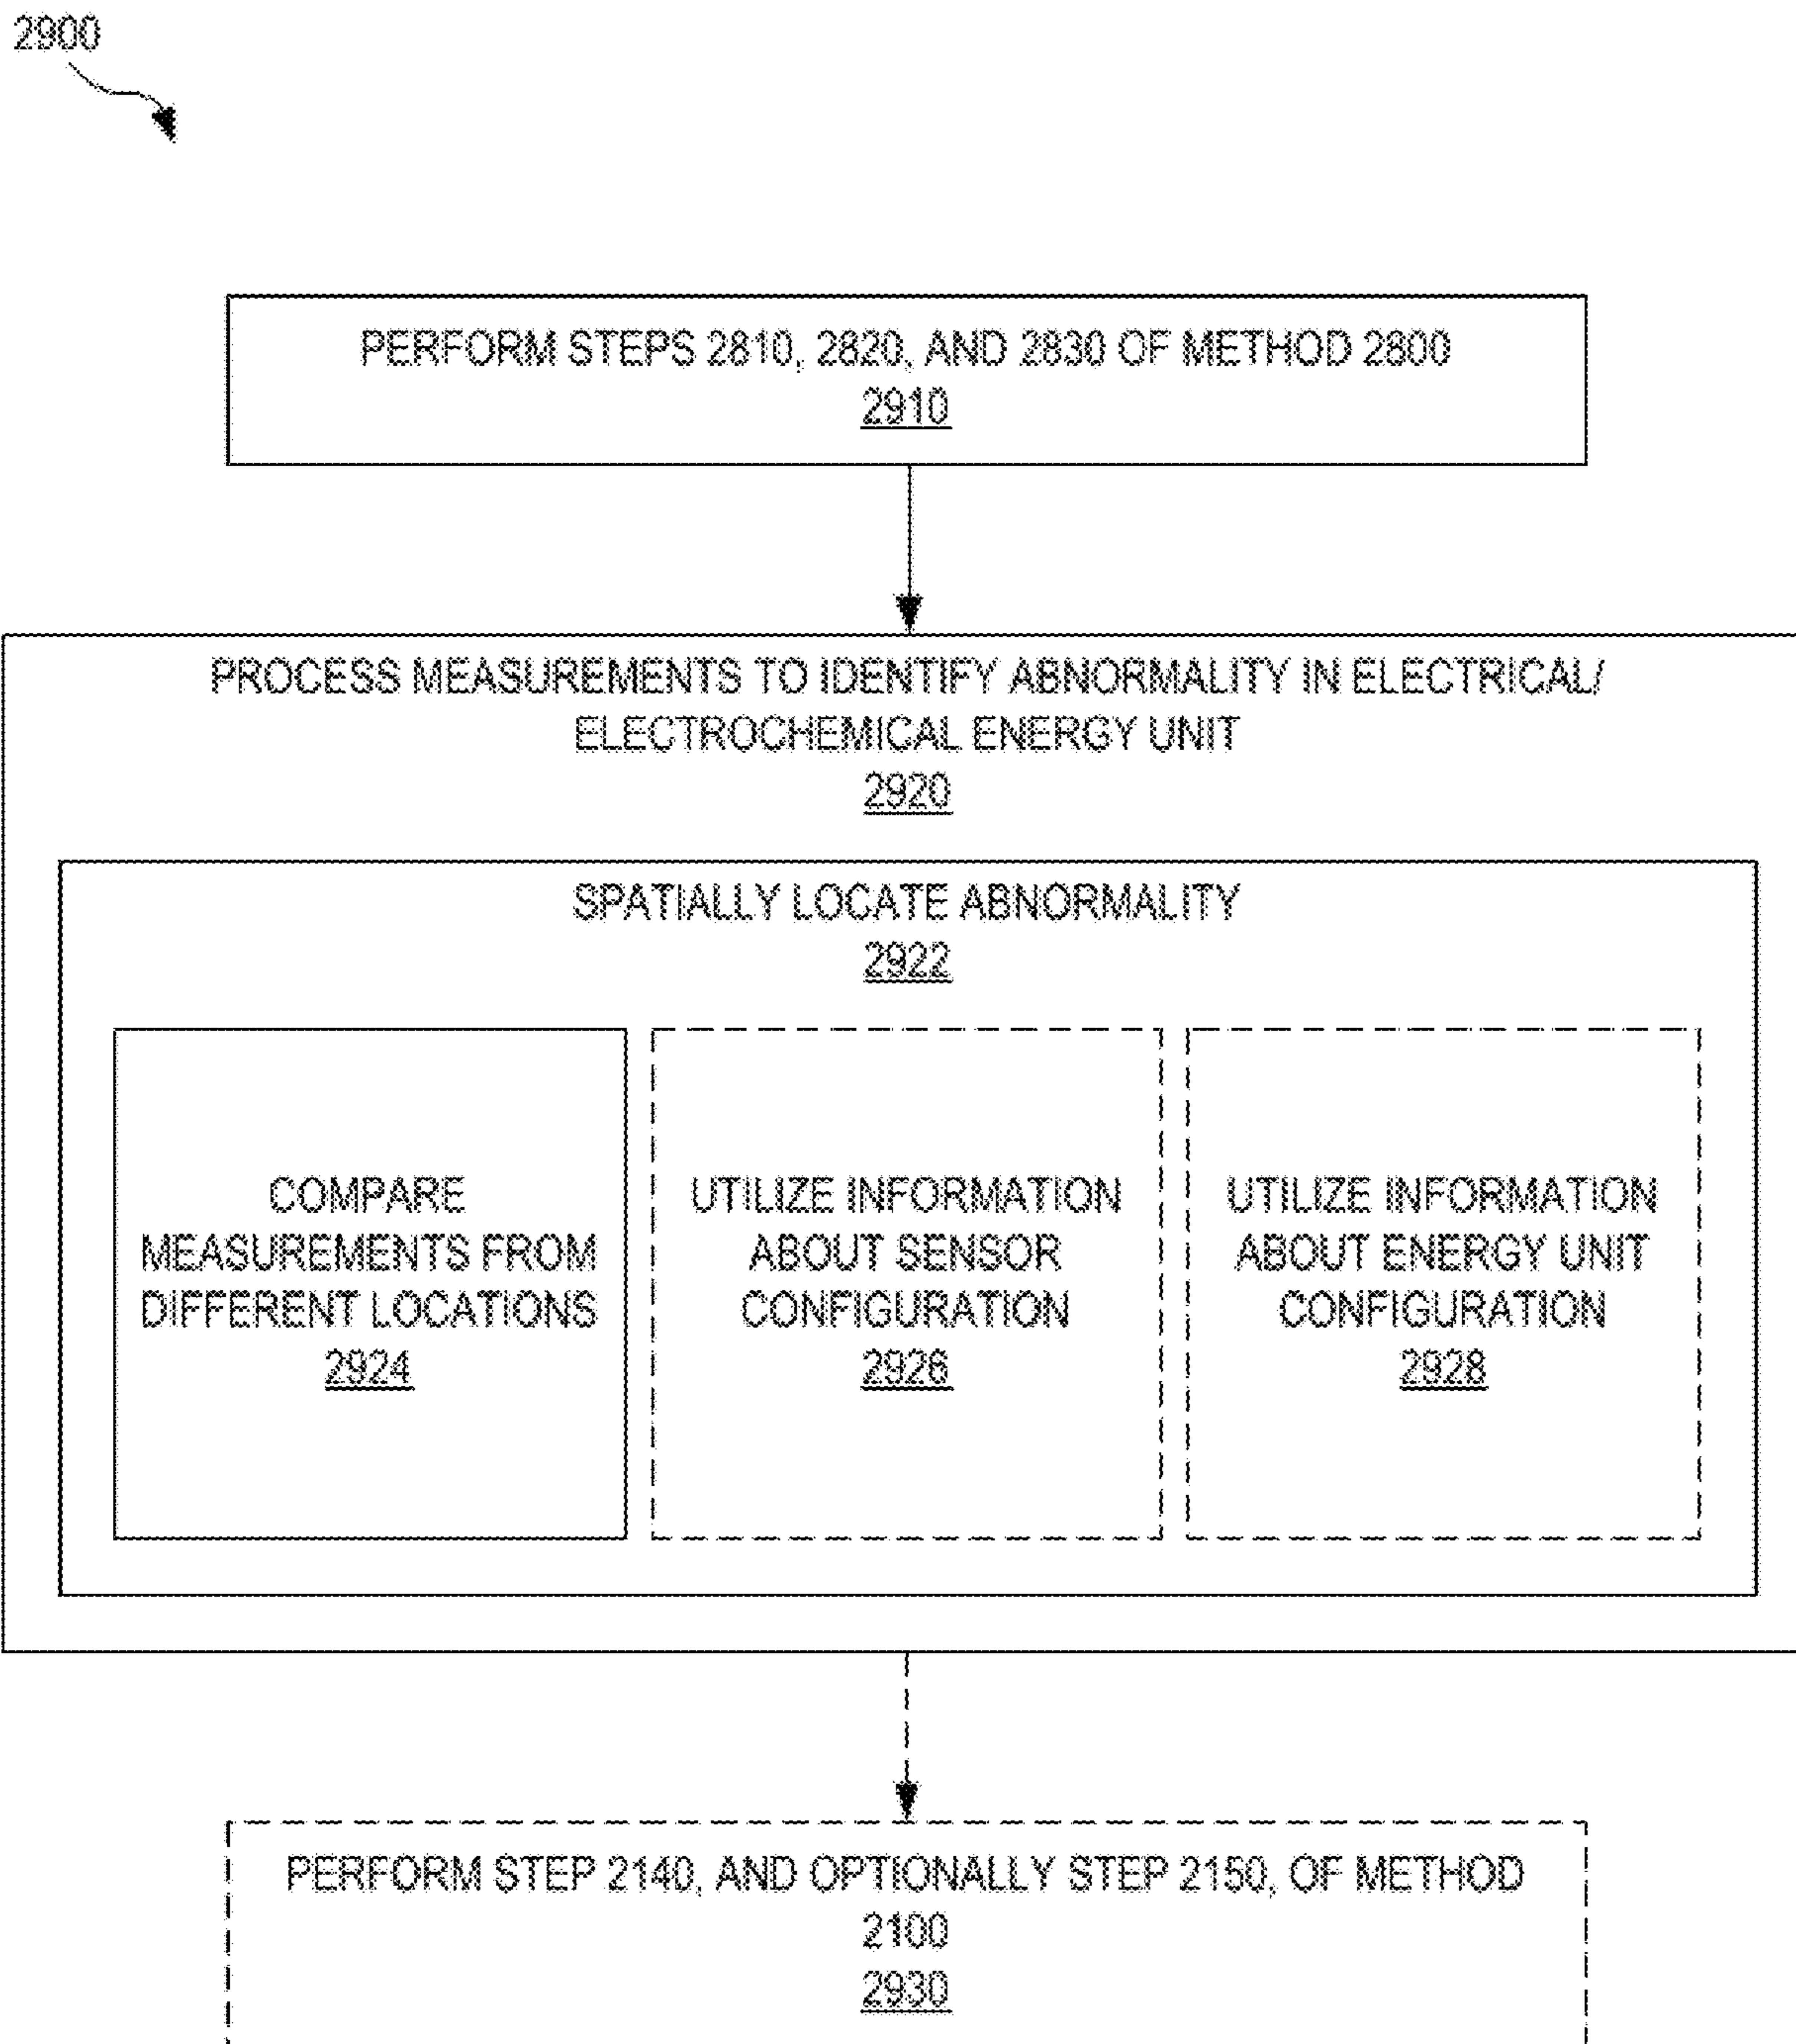 2900
PERFORM STEPS 2810, 2820, AND 2830 OF METHOD 2800
2910
PROCESS MEASUREMENTS TO IDENTIFY ABNORMALITY IN ELECTRICAL/
ELECTROCHEMICAL ENERGY UNIT
2920
SPATIALLY LOCATE ABNORMALITY
2922
COMPARE
MEASUREMENTS FROM
DIFFERENT LOCATIONS
2924
UTILIZE INFORMATION
ABOUT SENSOR
CONFIGURATION
2926
UTILIZE INFORMATION
ABOUT ENERGY UNIT
CONFIGURATION
2928
PERFORM STEP 2140, AND OPTIONALLY STEP 2150, OF METHOD
2100
2930